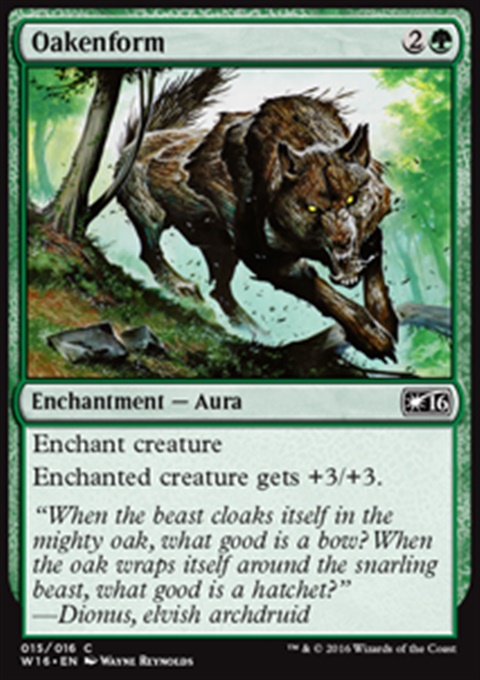 Oakenform 2
Enchantment — Aura 16
Enchant creature
Enchanted creature gets +3/+3.
“When the beast cloaks itself in the
mighty oak, what good is a bow? When
the oak wraps itself around the snarling
beast, what good is a hatchet?”
—Dionus, elvish archdruid
015/016 C
W16 • EN Wayne Reynolds
™ & © 2016 Wizards of the Coast